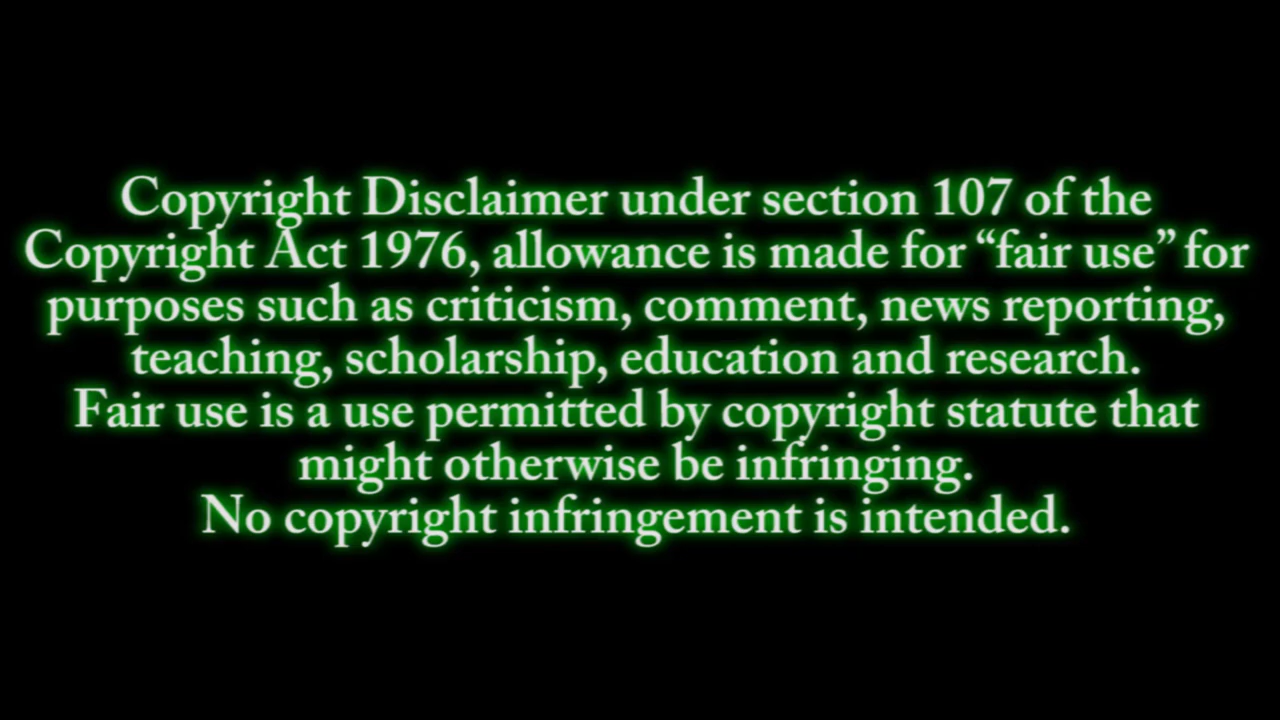 Copyright Disclaimer under section 107 of the
Copyright Act 1976, allowance is made for “fair use” for
purposes such as criticism, comment, news reporting,
teaching, scholarship, education and research.
Fair use is a use permitted by copyright statute that
might otherwise be infringing.
No copyright infringement is intended.